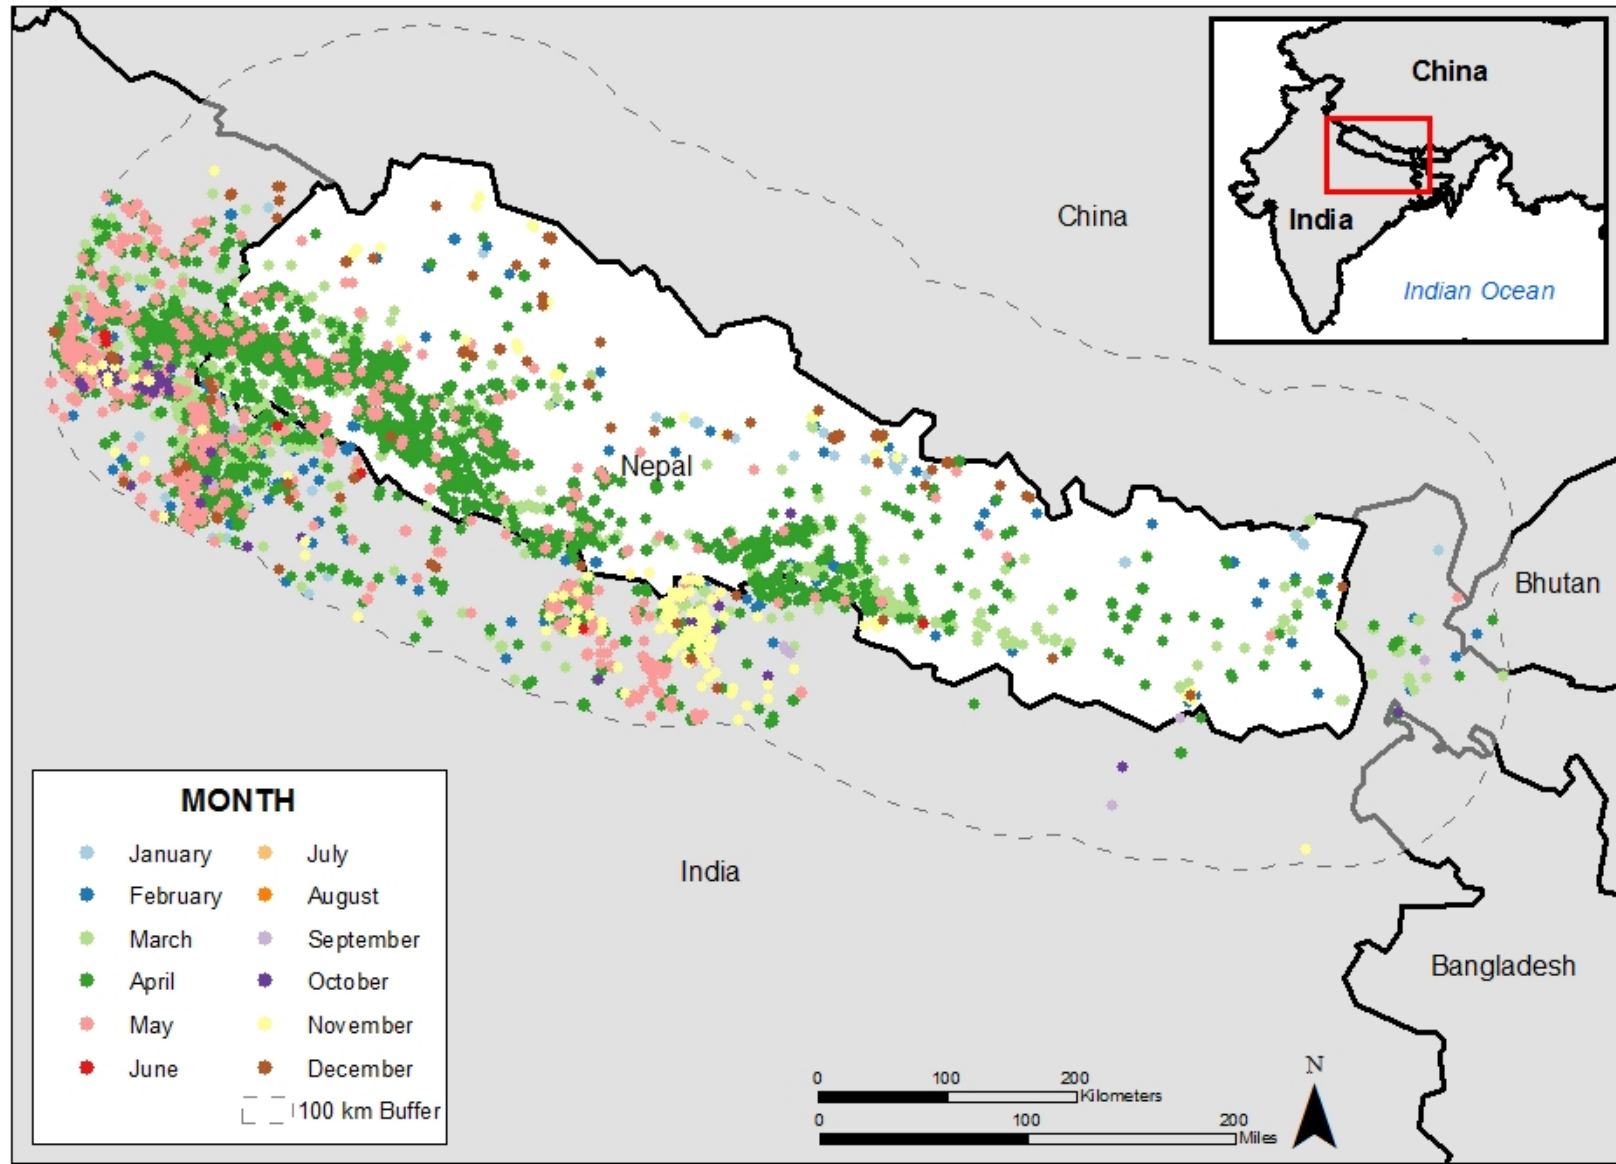 China
India
Indian Ocean
China
Nepal
Bhutan
India
Bangladesh
MONTH
January
July
February
August
March
September
April
October
May
November
June
December
100 km Buffer
0 100 200
Kilometers
0 100 200
Miles
N